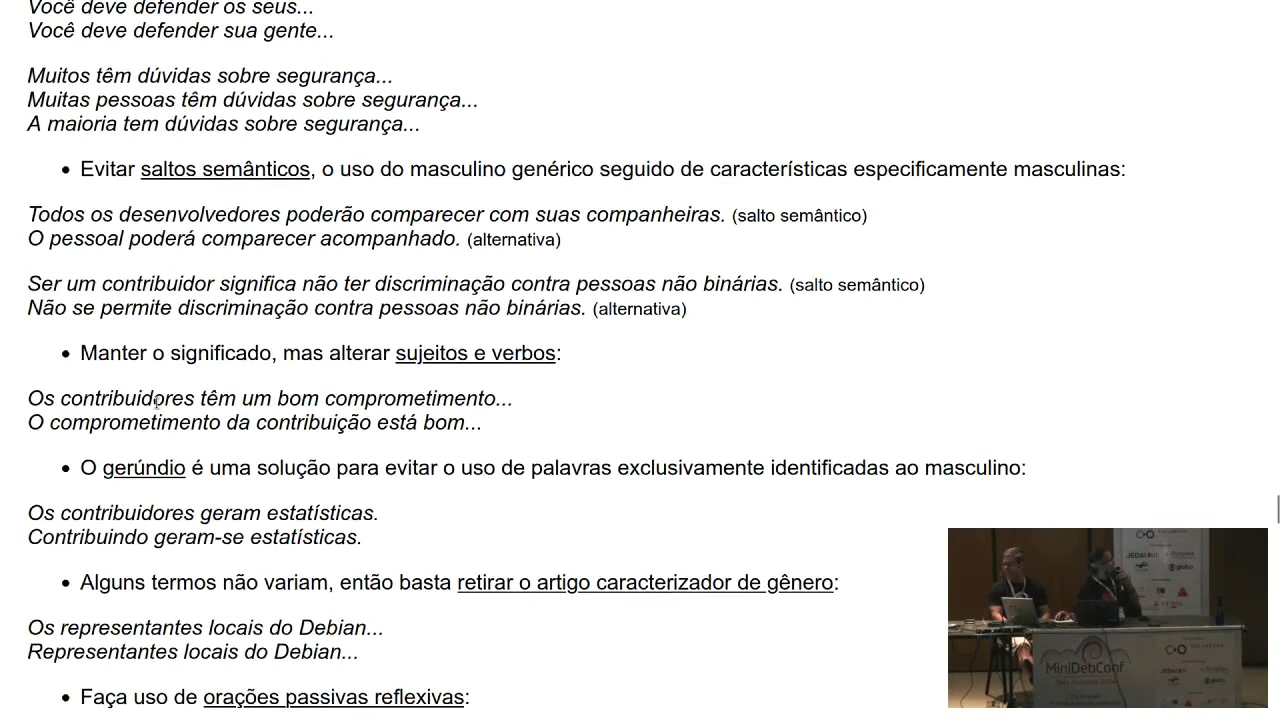 Você deve defender os seus...
Você deve defender sua gente...
Muitos têm dúvidas sobre segurança...
Muitas pessoas têm dúvidas sobre segurança...
A maioria tem dúvidas sobre segurança...
• Evitar saltos semânticos, o uso do masculino genérico seguido de características especificamente masculinas:
Todos os desenvolvedores poderão comparecer com suas companheiras. (salto semântico)
O pessoal poderá comparecer acompanhado. (alternativa)
Ser um contribuidor significa não ter discriminação contra pessoas não binárias. (salto semântico)
Não se permite discriminação contra pessoas não binárias. (alternativa)
• Manter o significado, mas alterar sujeitos e verbos:
Os contribuidores têm um bom comprometimento...
O comprometimento da contribuição está bom...
• O gerúndio é uma solução para evitar o uso de palavras exclusivamente identificadas ao masculino:
Os contribuidores geram estatísticas.
Contribuindo geram-se estatísticas.
• Alguns termos não variam, então basta retirar o artigo caracterizador de gênero:
Os representantes locais do Debian...
Representantes locais do Debian...
• Faça uso de orações passivas reflexivas:
globo
MiniDebConf
globo